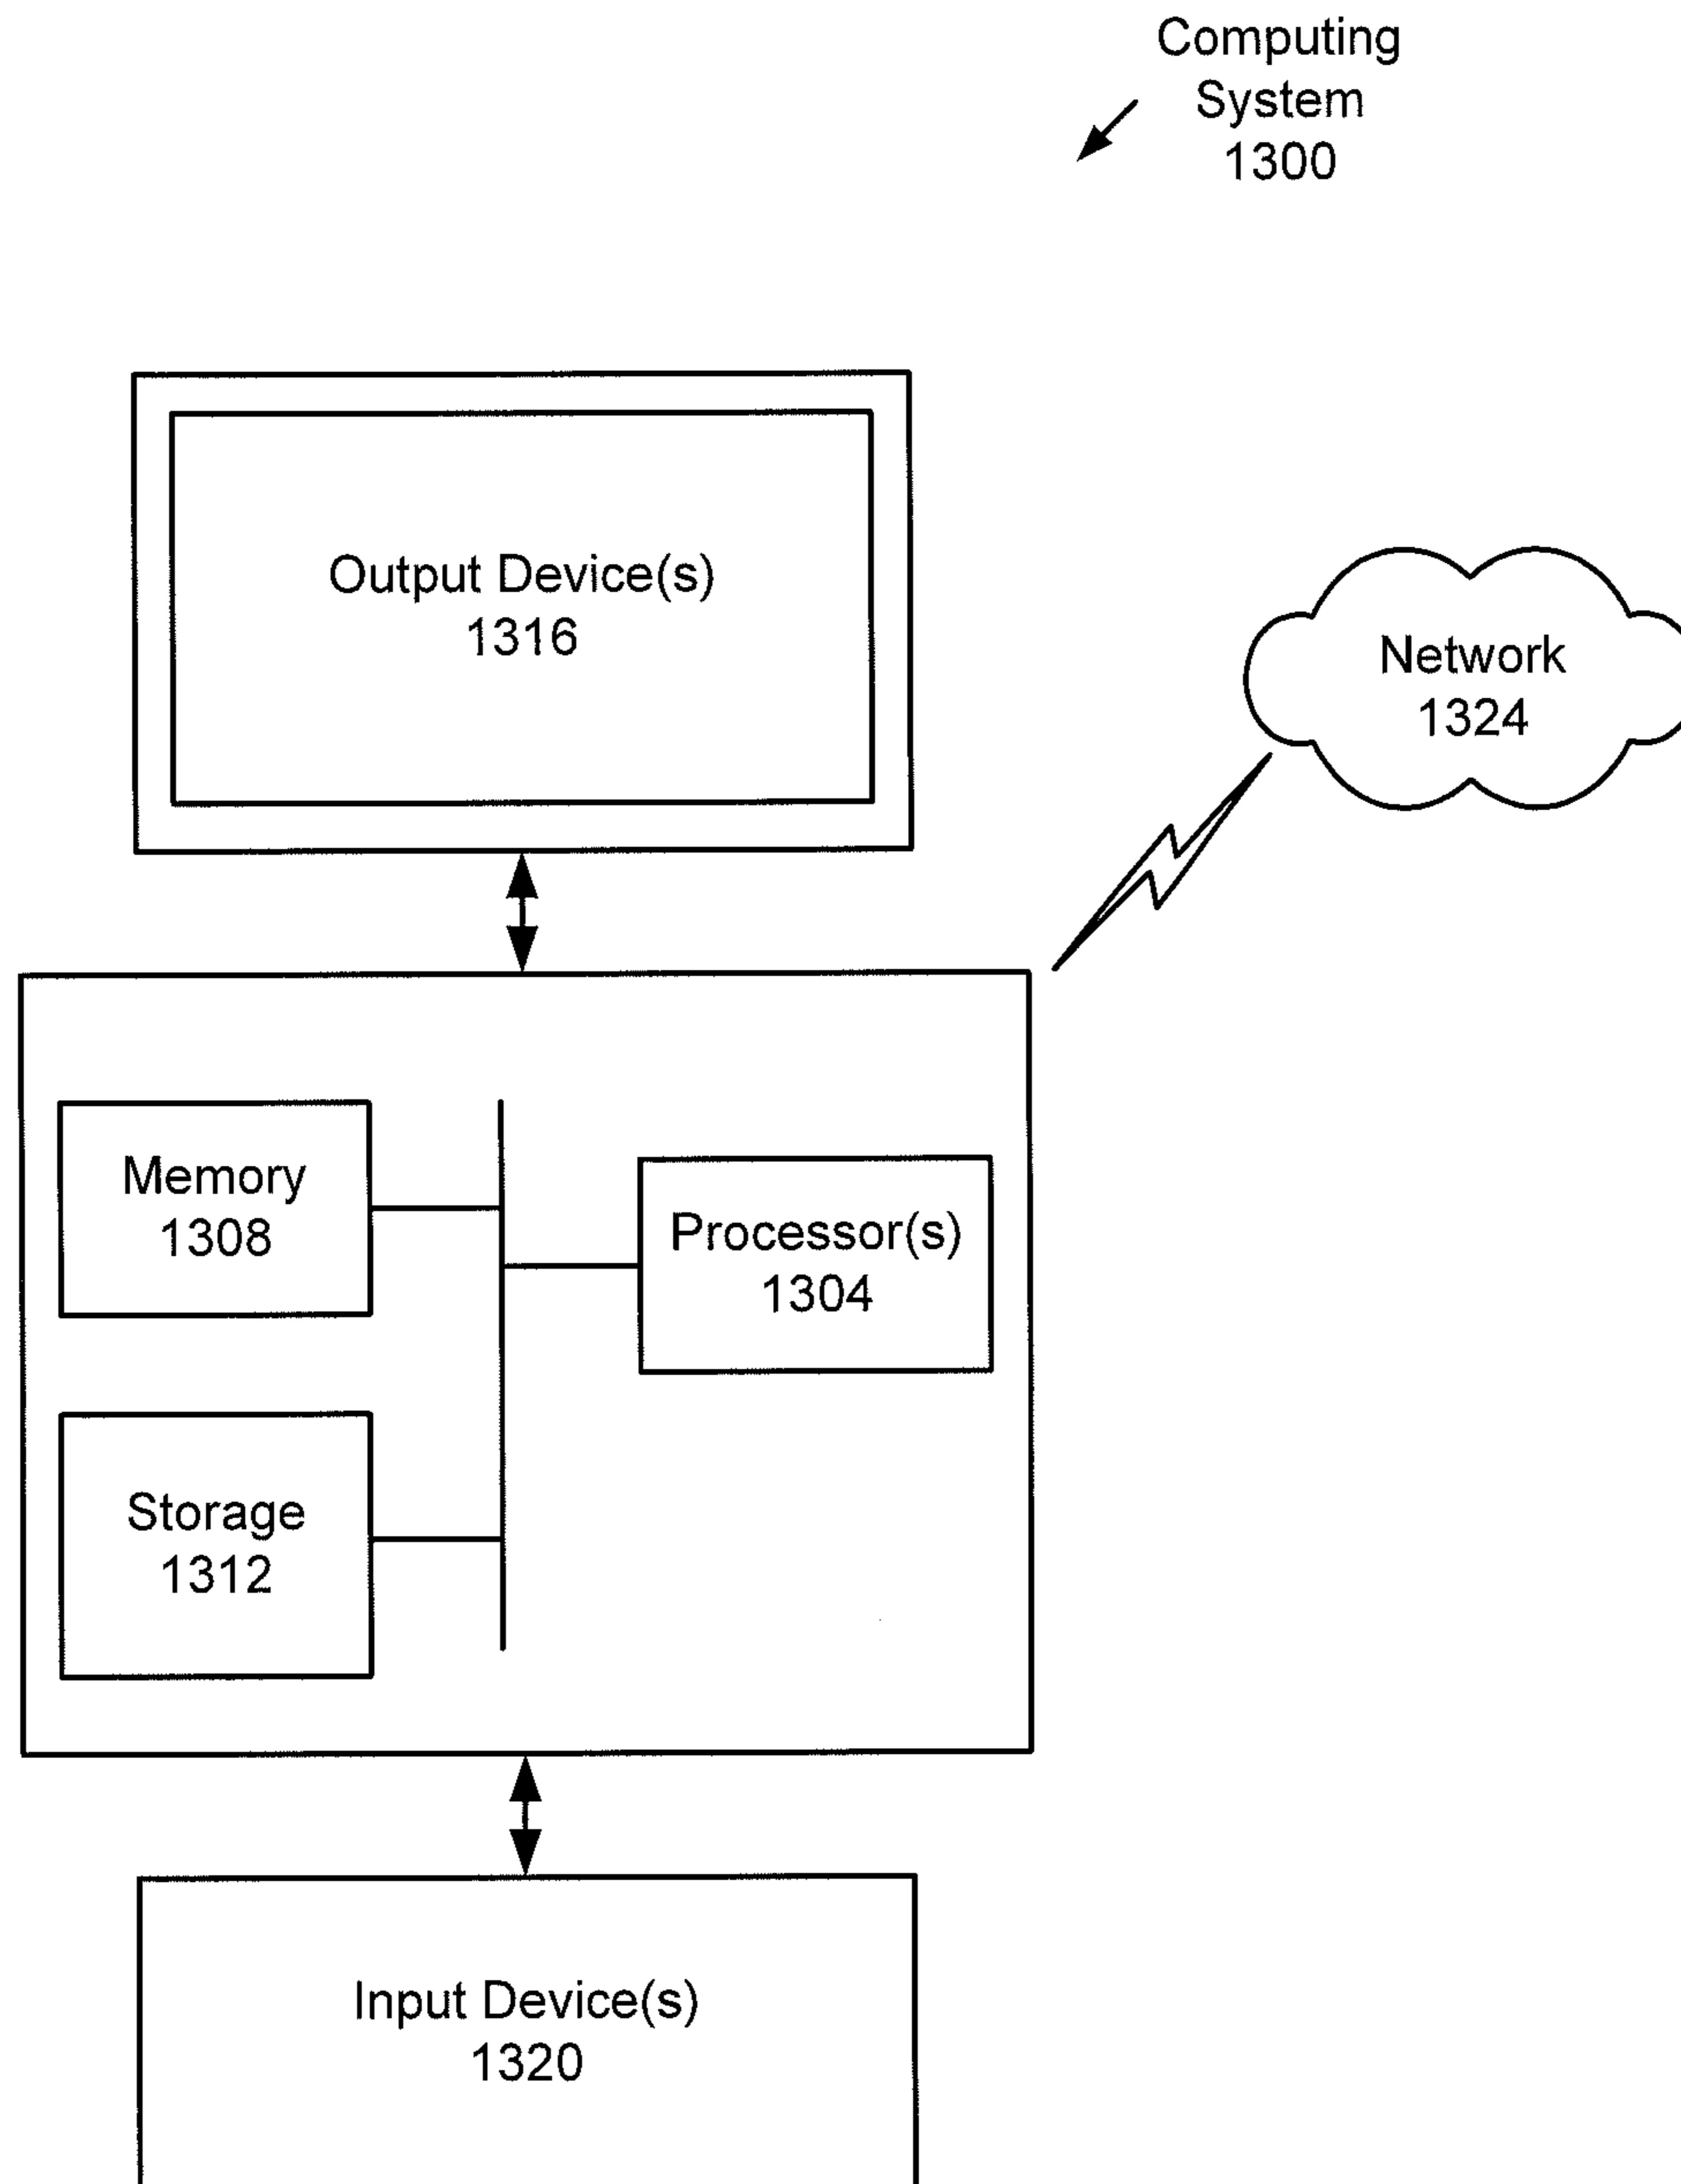 Computing
System
1300
Output Device(s)
1316
Network
1324
Memory
1308
Processor(s)
1304
Storage
1312
Input Device(s)
1320